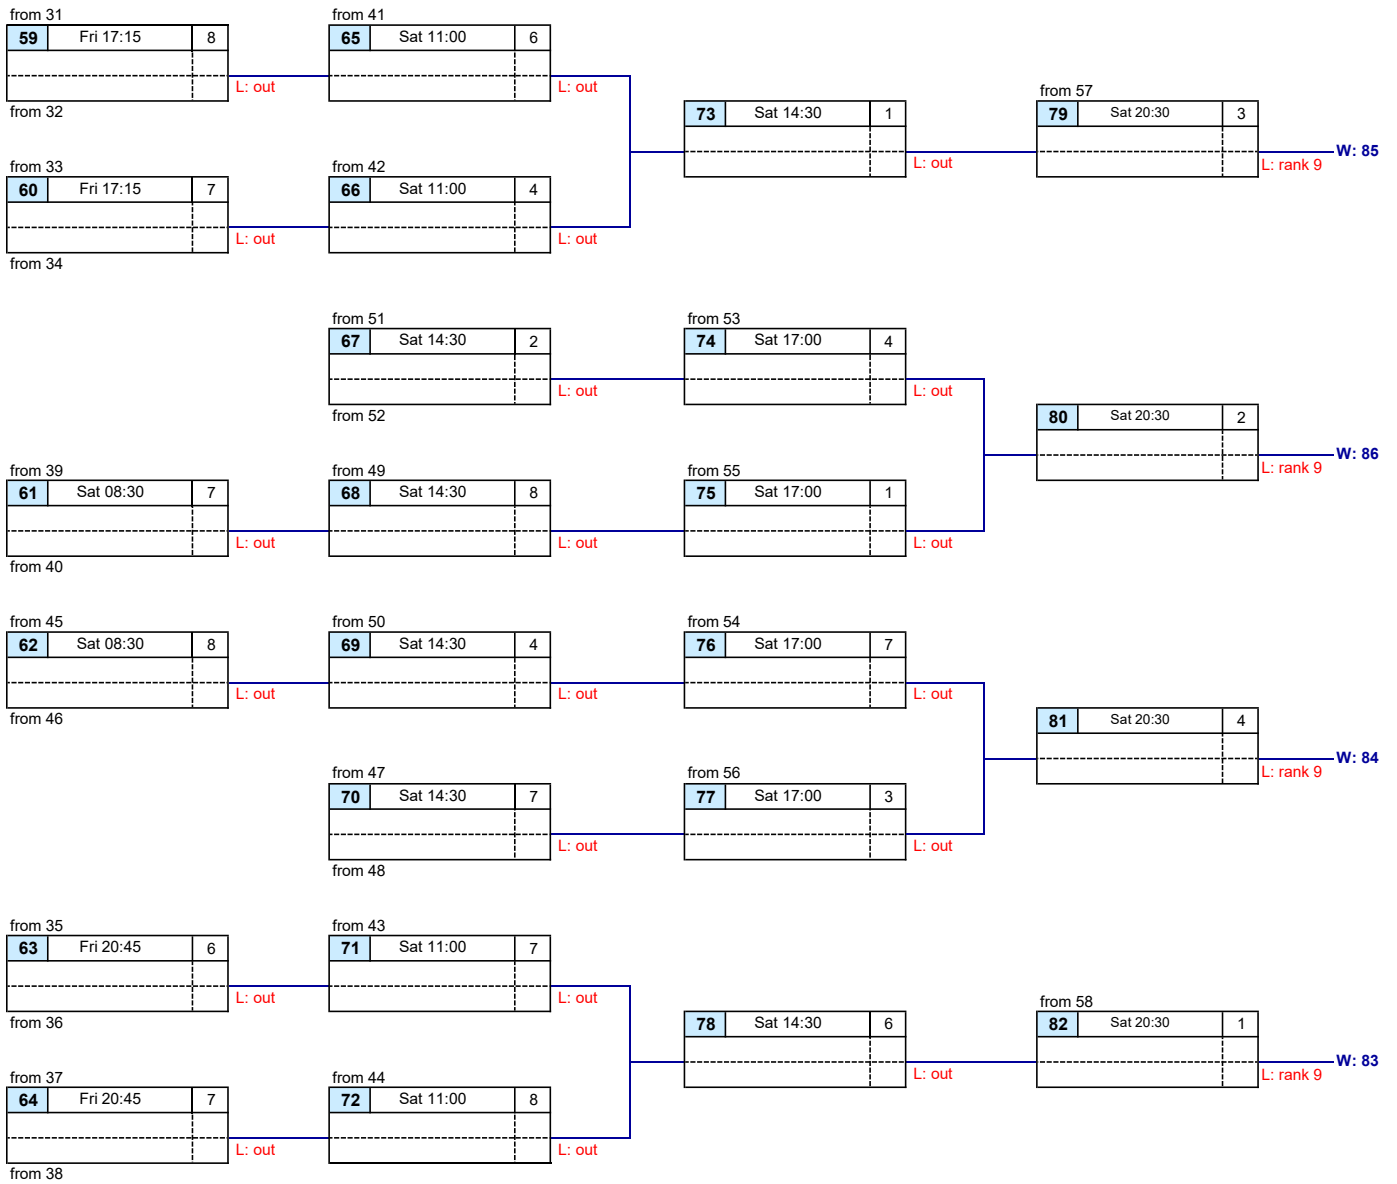 from 31
from 41
59 Fri 17:15 8
65 Sat 11:00 6
L: out
L: out
from 57
from 32
73 Sat 14:30 1
79 Sat 20:30 3
W: 85
from 33
from 42
L: out
L: rank 9
60 Fri 17:15 7
66 Sat 11:00 4
L: out
L: out
from 34
from 51
from 53
67 Sat 14:30 2
74 Sat 17:00 4
L: out
L: out
from 52
80 Sat 20:30 2
W: 86
from 39
from 49
from 55
L: rank 9
61 Sat 08:30 7
68 Sat 14:30 8
75 Sat 17:00 1
L: out
L: out
L: out
from 40
from 45
from 50
from 54
62 Sat 08:30 8
69 Sat 14:30 4
76 Sat 17:00 7
L: out
L: out
L: out
from 46
81 Sat 20:30 4
W: 84
from 47
from 56
L: rank 9
70 Sat 14:30 7
77 Sat 17:00 3
L: out
L: out
from 48
from 35
from 43
63 Fri 20:45 6
71 Sat 11:00 7
L: out
L: out
from 58
from 36
78 Sat 14:30 6
82 Sat 20:30 1
W: 83
from 37
from 44
L: out
L: rank 9
64 Fri 20:45 7
72 Sat 11:00 8
L: out
L: out
from 38